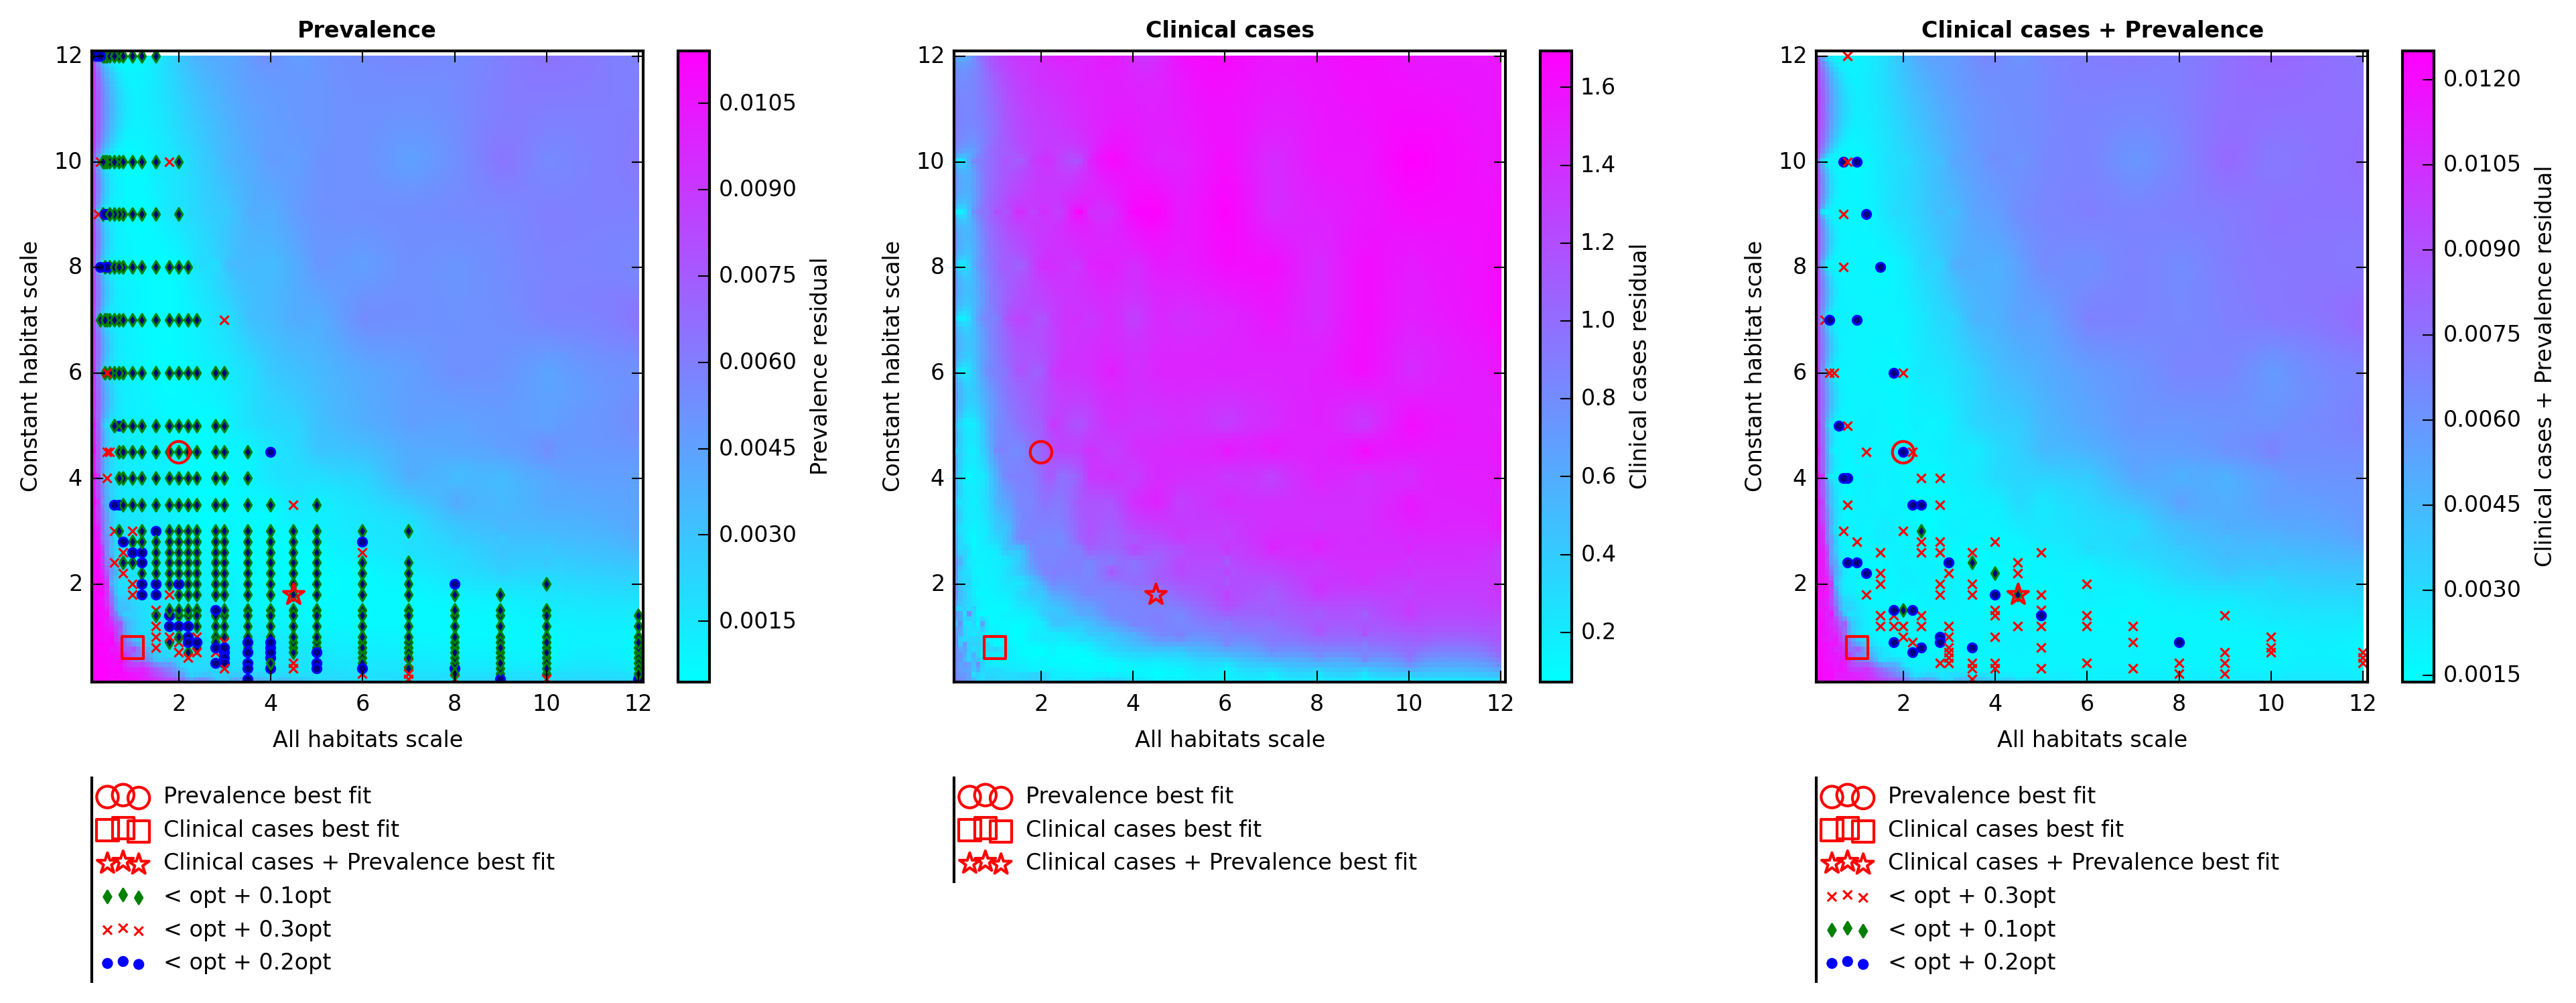 Prevalence
Constant habitat scale
12
10
8
6
4
2
2 4 6 8 10 12
All habitats scale
0.0105
0.0090
0.0075
0.0060
0.0045
0.0030
0.0015
Prevalence residual
Prevalence best fit
Clinical cases best fit
Clinical cases + Prevalence best fit
< opt + 0.1opt
< opt + 0.3opt
< opt + 0.2opt
Clinical cases
Constant habitat scale
12
10
8
6
4
2
2 4 6 8 10 12
All habitats scale
1.6
1.4
1.2
1.0
0.8
0.6
0.4
0.2
Clinical cases residual
Prevalence best fit
Clinical cases best fit
Clinical cases + Prevalence best fit
Clinical cases + Prevalence
Constant habitat scale
12
10
8
6
4
2
2 4 6 8 10 12
All habitats scale
0.0120
0.0105
0.0090
0.0075
0.0060
0.0045
0.0030
0.0015
Clinical cases + Prevalence residual
Prevalence best fit
Clinical cases best fit
Clinical cases + Prevalence best fit
< opt + 0.3opt
< opt + 0.1opt
< opt + 0.2opt